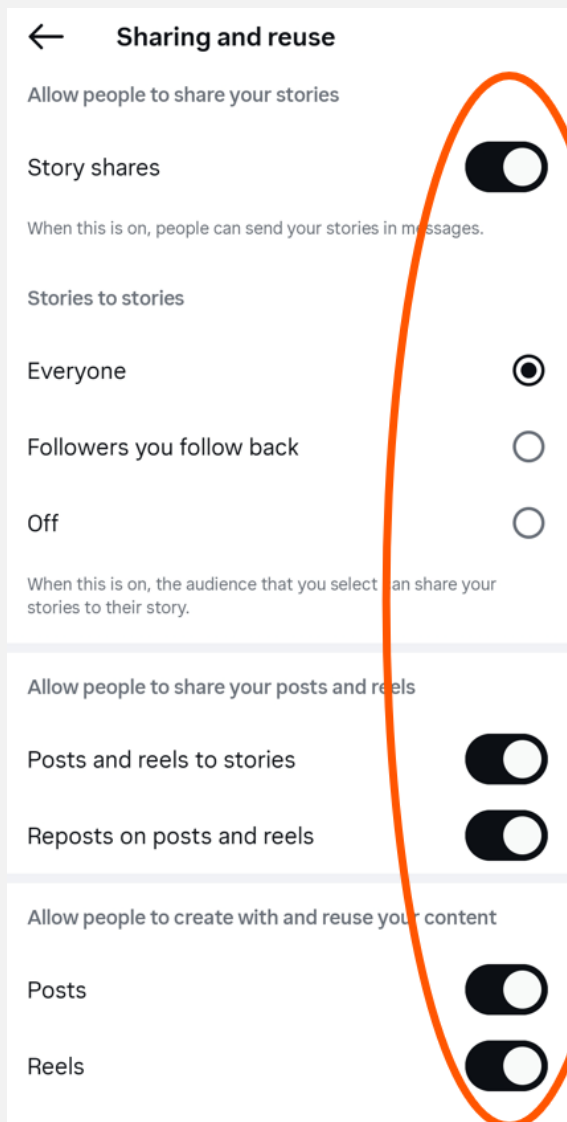 Sharing and reuse
Allow people to share your stories
Story shares
When this is on, people can send your stories in messages.
Stories to stories
Everyone
Followers you follow back
Off
When this is on, the audience that you select can share your
stories to their story.
Allow people to share your posts and reels
Posts and reels to stories
Reposts on posts and reels
Allow people to create with and reuse your content
Posts
Reels